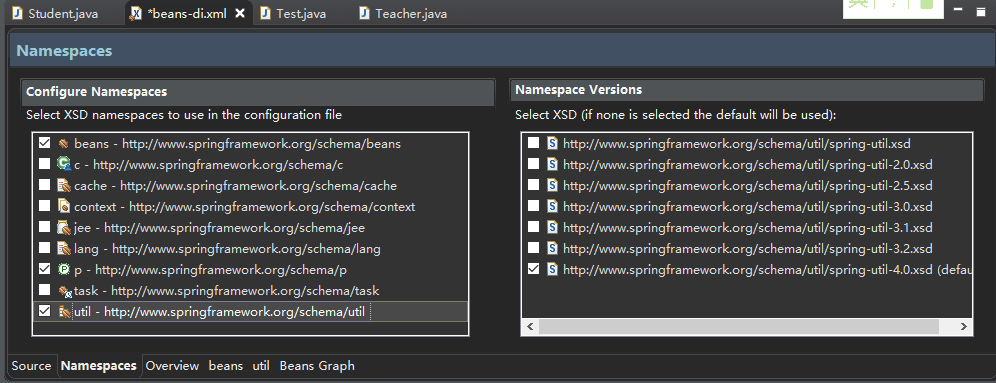 Student.java
*beans-di.xml
Test.java
Teacher.java
Namespaces
Configure Namespaces
Select XSD namespaces to use in the configuration file
beans - http://www.springframework.org/schema/beans
c - http://www.springframework.org/schema/c
cache - http://www.springframework.org/schema/cache
context - http://www.springframework.org/schema/context
jee - http://www.springframework.org/schema/jee
lang - http://www.springframework.org/schema/lang
p - http://www.springframework.org/schema/p
task - http://www.springframework.org/schema/task
util - http://www.springframework.org/schema/util
Namespace Versions
Select XSD (if none is selected the default will be used):
http://www.springframework.org/schema/util/spring-util.xsd
http://www.springframework.org/schema/util/spring-util-2.0.xsd
http://www.springframework.org/schema/util/spring-util-2.5.xsd
http://www.springframework.org/schema/util/spring-util-3.0.xsd
http://www.springframework.org/schema/util/spring-util-3.1.xsd
http://www.springframework.org/schema/util/spring-util-3.2.xsd
http://www.springframework.org/schema/util/spring-util-4.0.xsd (defau
Source Namespaces Overview beans util Beans Graph